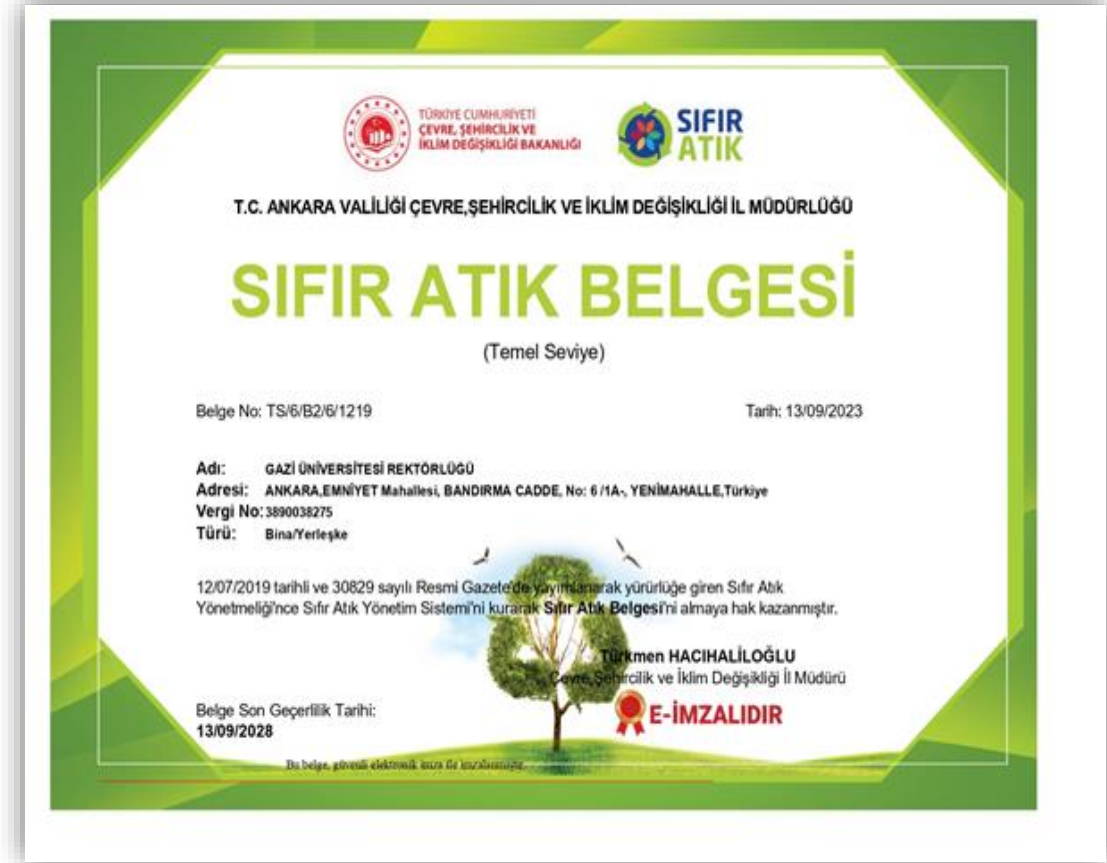 TÜRKİYE CUMHURİYETİ
ÇEVRE, ŞEHİRCİLİK VE
İKLİM DEĞİŞİKLİĞİ BAKANLIĞI
SIFIR
ATIK
T.C. ANKARA VALİLİĞİ ÇEVRE,ŞEHİRCİLİK VE İKLİM DEĞİŞİKLİĞİ İL MÜDÜRLÜĞÜ
SIFIR ATIK BELGESİ
(Temel Seviye)
Belge No: TS/6/B2/6/1219 Tarih: 13/09/2023
Adı: GAZİ ÜNİVERSİTESİ REKTÖRLÜĞÜ
Adresi: ANKARA,EMNİYET Mahallesi, BANDIRMA CADDE, No: 6 /1A-, YENİMAHALLE,Türkiye
Vergi No: 3890038275
Türü: Bina/Yerleşke
12/07/2019 tarihli ve 30829 sayılı Resmi Gazete'de yayımlanarak yürürlüğe giren Sıfır Atık
Yönetmeliği'nce Sıfır Atık Yönetim Sistemi'ni kurarak Sıfır Atık Belgesi'ni almaya hak kazanmıştır.
Türkmen HACIHALİLOĞLU
Çevre,Şehircilik ve İklim Değişikliği İl Müdürü
E-İMZALIDIR
Belge Son Geçerlilik Tarihi:
13/09/2028
Bu belge, güvenli elektronik imza ile imzalanmıştır.